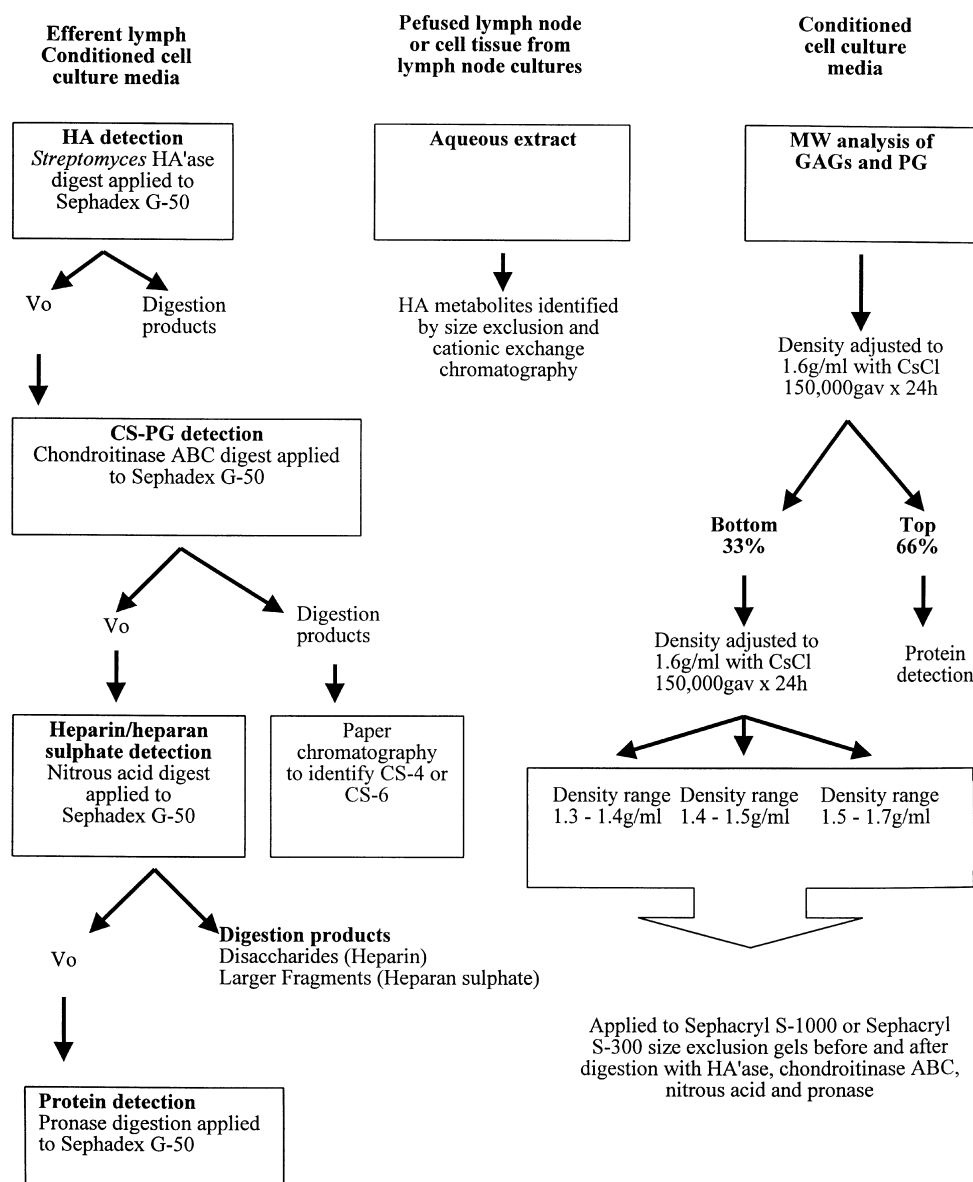 Efferent lymph
Conditioned cell
culture media
HA detection
Streptomyces HA'ase
digest applied to
Sephadex G-50
Vo
Digestion
products
CS-PG detection
Chondroitinase ABC digest applied
to Sephadex G-50
Vo
Digestion
products
Heparin/heparan
sulphate detection
Nitrous acid digest
applied to
Sephadex G-50
Paper
chromatography
to identify CS-4 or
CS-6
Vo
Digestion products
Disaccharides (Heparin)
Larger Fragments (Heparan sulphate)
Protein detection
Pronase digestion applied
to Sephadex G-50
Pefused lymph node
or cell tissue from
lymph node cultures
Aqueous extract
HA metabolites identified
by size exclusion and
cationic exchange
chromatography
Conditioned
cell culture
media
MW analysis of
GAGs and PG
Density adjusted to
1.6g/ml with CsCl
150,000gav x 24h
Bottom
33%
Top
66%
Density adjusted to
1.6g/ml with CsCl
150,000gav x 24h
Protein
detection
Density range
1.3 - 1.4g/ml
Density range
1.4 - 1.5g/ml
Density range
1.5 - 1.7g/ml
Applied to Sephacryl S-1000 or Sephacryl
S-300 size exclusion gels before and after
digestion with HA'ase, chondroitinase ABC,
nitrous acid and pronase